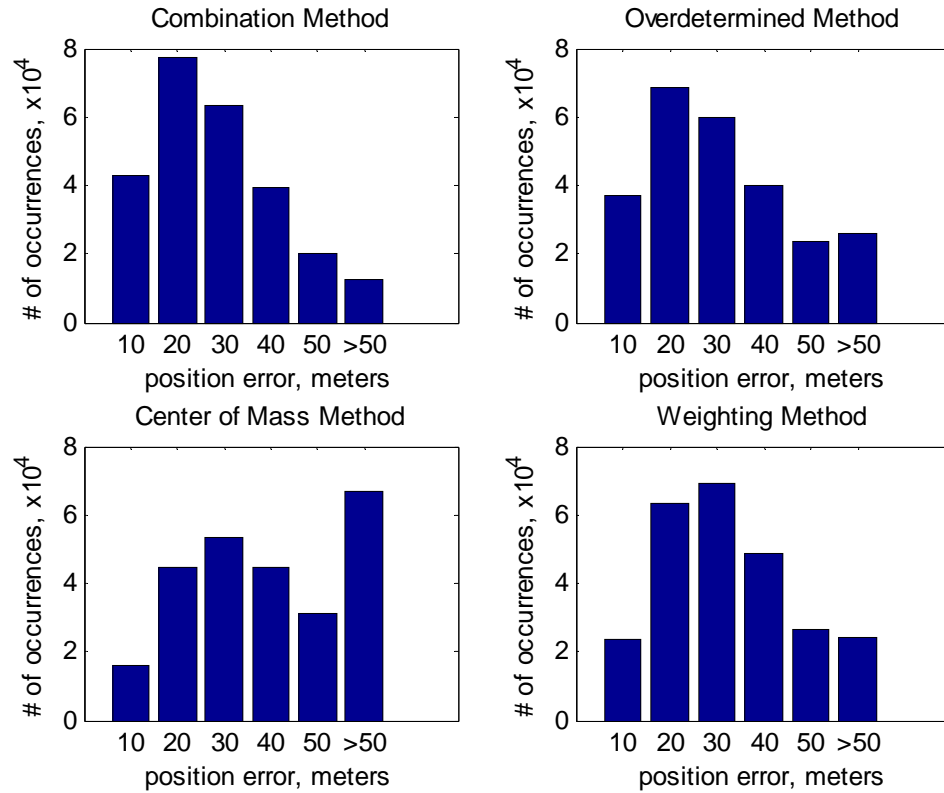 Combination Method
# of occurrences, x10^4
8
6
4
2
0
10 20 30 40 50 >50
position error, meters
Overdetermined Method
# of occurrences, x10^4
8
6
4
2
0
10 20 30 40 50 >50
position error, meters
Center of Mass Method
# of occurrences, x10^4
8
6
4
2
0
10 20 30 40 50 >50
position error, meters
Weighting Method
# of occurrences, x10^4
8
6
4
2
0
10 20 30 40 50 >50
position error, meters